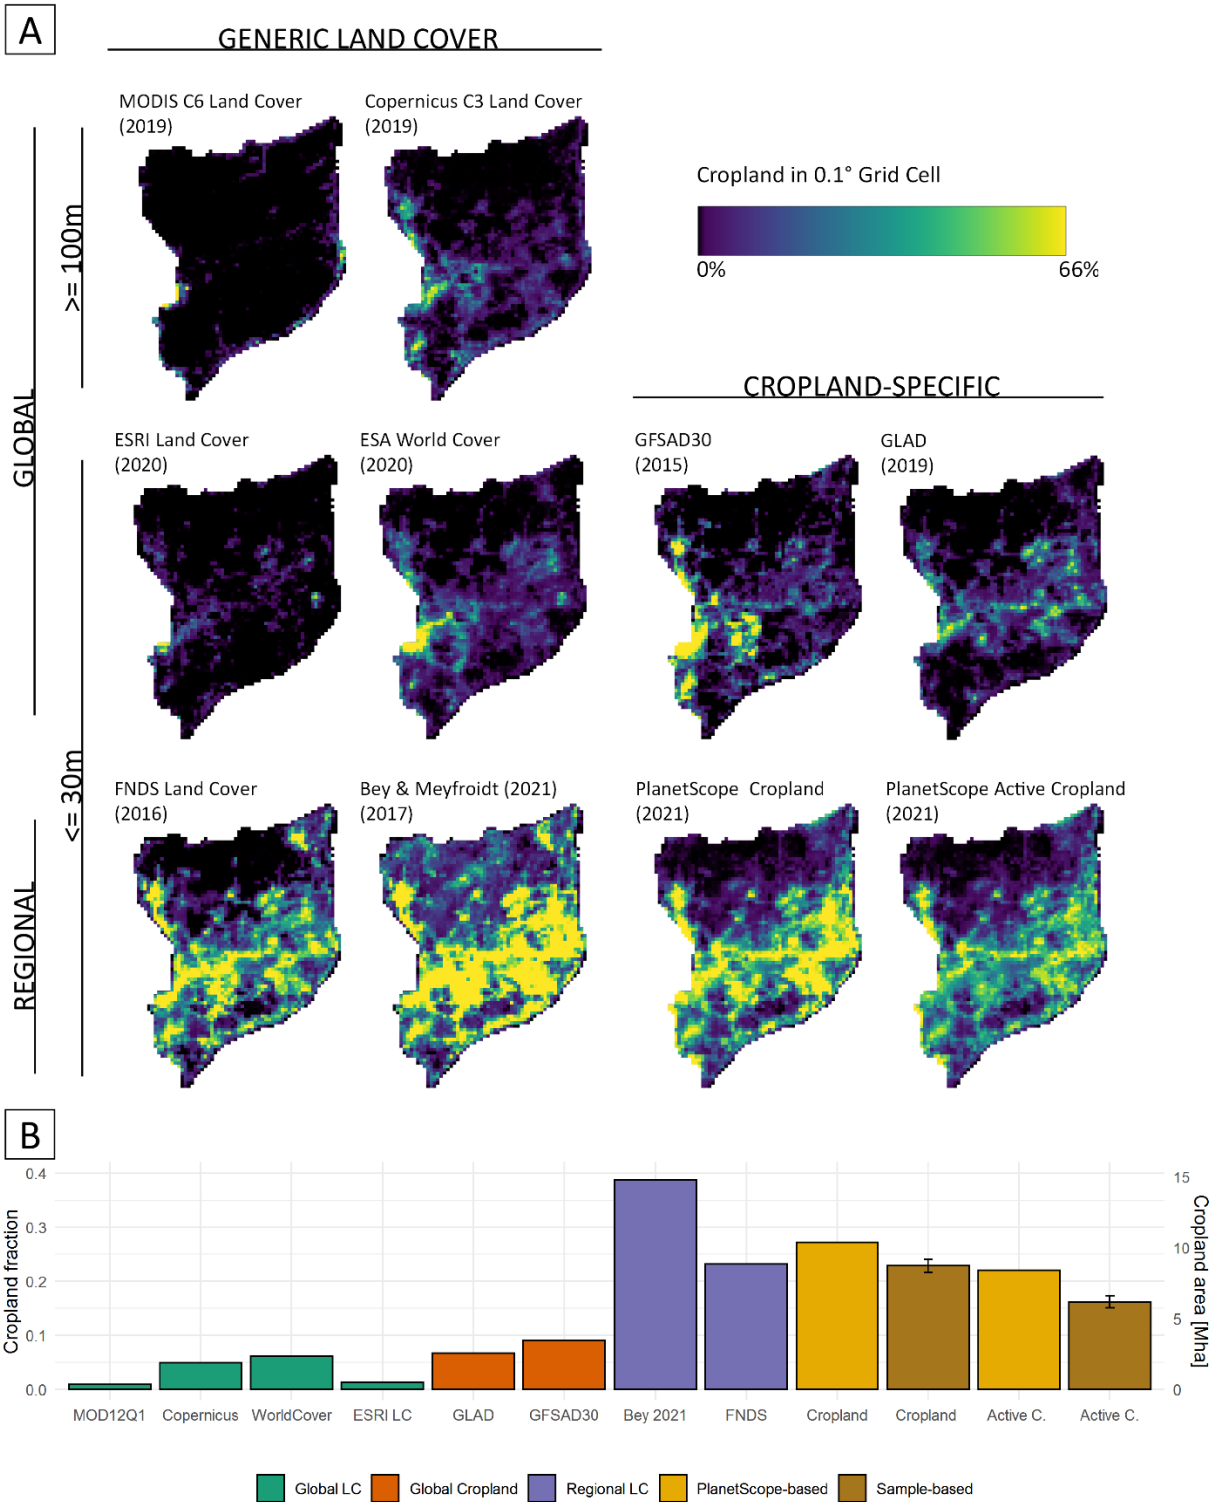 A
GENERIC LAND COVER
MODIS C6 Land Cover
(2019)
Copernicus C3 Land Cover
(2019)
Cropland in 0.1° Grid Cell
0%
66%
>= 100m
GLOBAL
CROPLAND-SPECIFIC
ESRI Land Cover
(2020)
ESA World Cover
(2020)
GFSAD30
(2015)
GLAD
(2019)
<= 30m
REGIONAL
FNDS Land Cover
(2016)
Bey & Meyfroidt (2021)
(2017)
PlanetScope Cropland
(2021)
PlanetScope Active Cropland
(2021)
B
Cropland fraction
0.4
0.3
0.2
0.1
0.0
15
10
5
0
Cropland area [Mha]
MOD12Q1 Copernicus WorldCover ESRI LC GLAD GFSAD30 Bey 2021 FNDS Cropland Cropland Active C. Active C.
Global LC Global Cropland Regional LC PlanetScope-based Sample-based